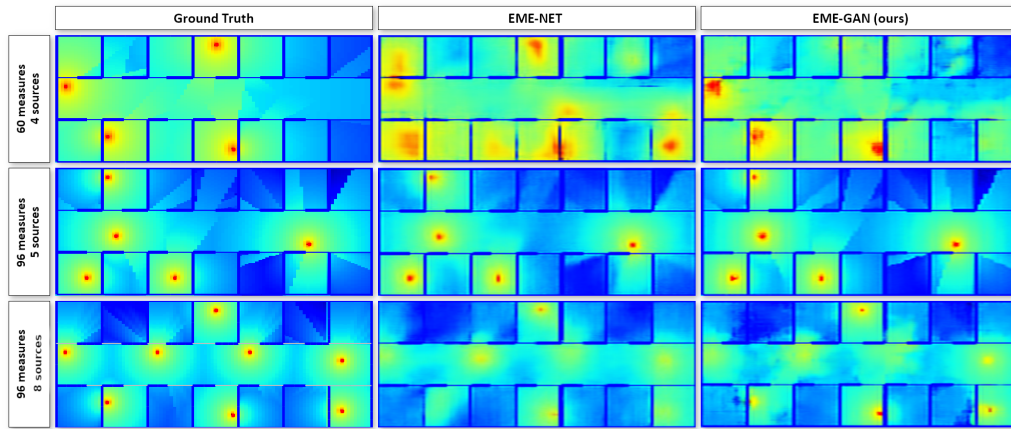 Ground Truth
EME-NET
EME-GAN (ours)
60 measures
4 sources
96 measures
5 sources
96 measures
8 sources